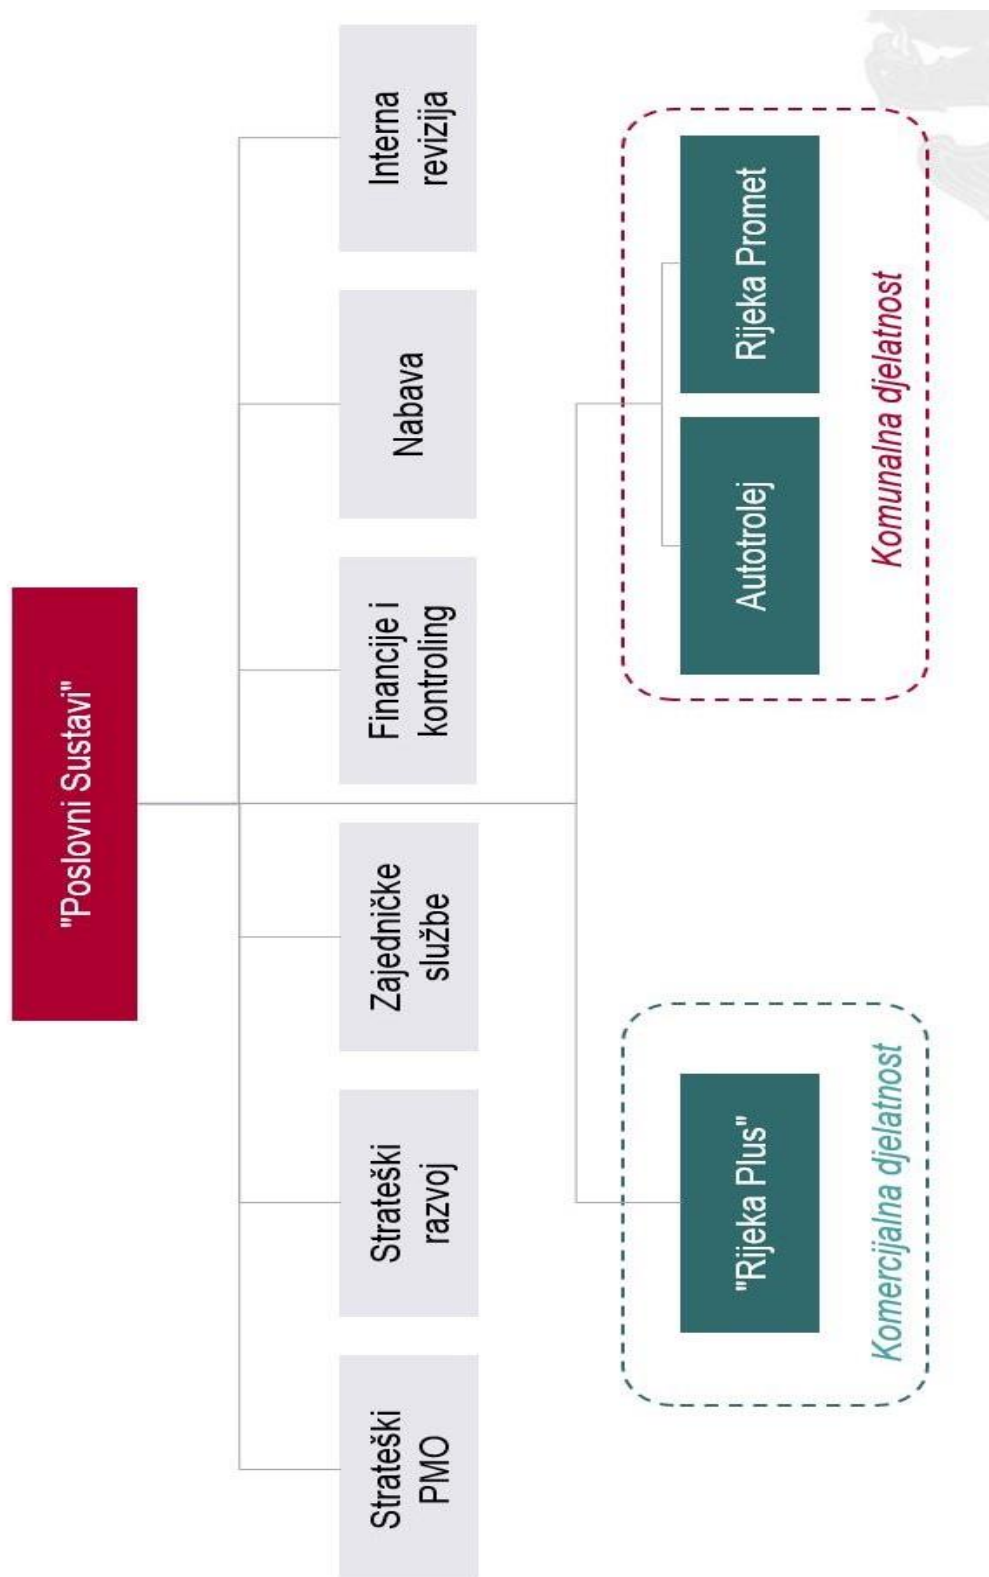 "Poslovni Sustavi"
Strateški
PMO
Strateški
razvoj
Zajedničke
službe
Financije i
kontroling
Nabava
Interna
revizija
"Rijeka Plus"
Komercijalna djelatnost
Autotrolej
Rijeka Promet
Komunalna djelatnost